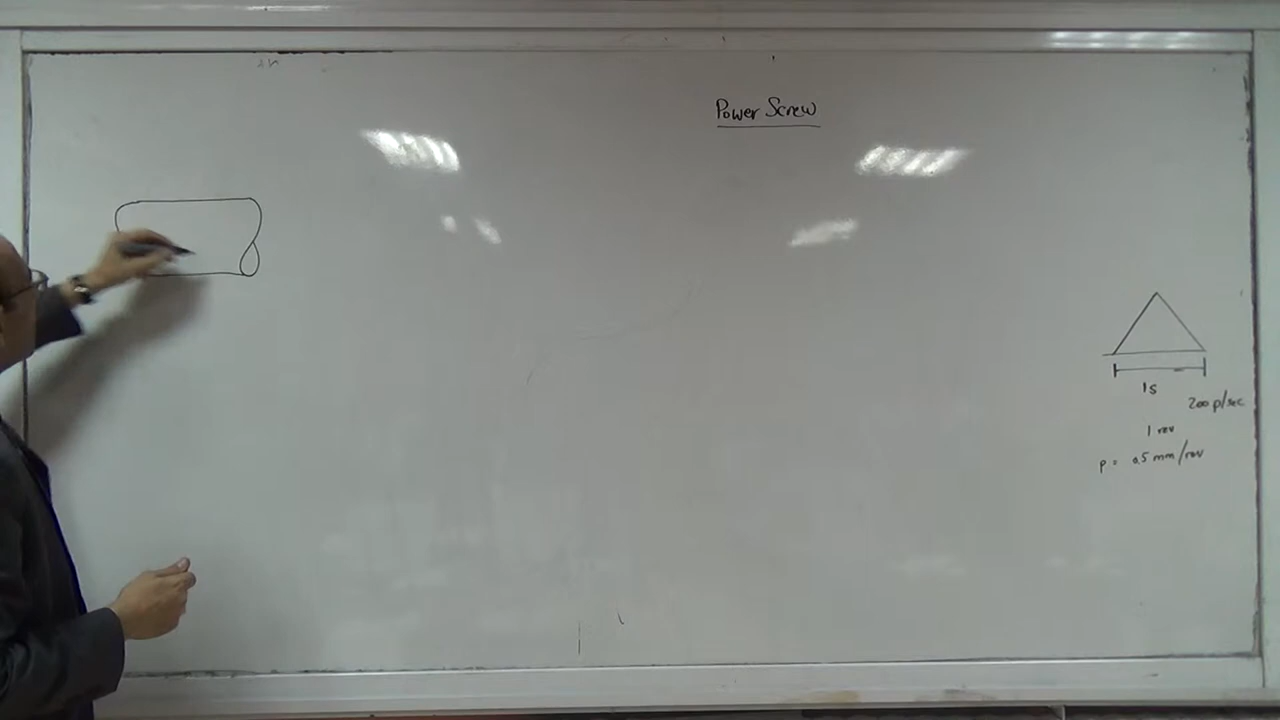 Power Screw
1s
200 p/sec
1 rev
p = 0.5 mm/rev